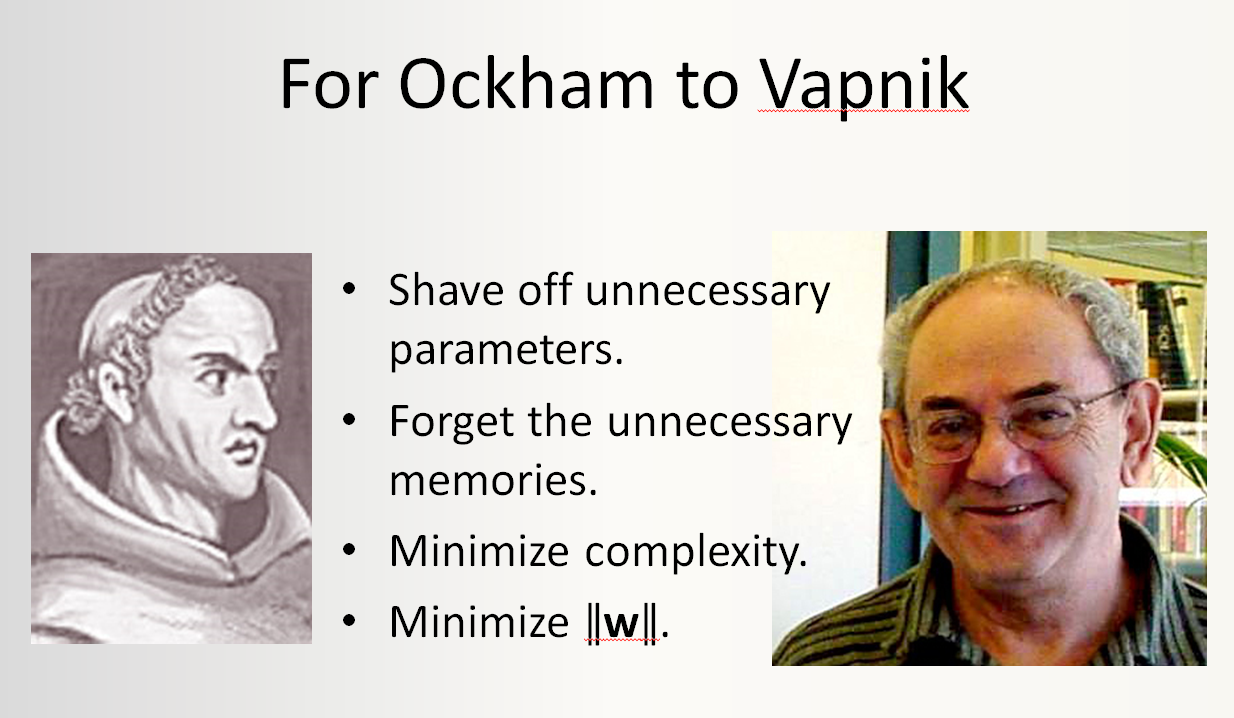 For Ockham to Vapnik
• Shave off unnecessary
parameters.
• Forget the unnecessary
memories.
• Minimize complexity.
• Minimize ‖w‖.